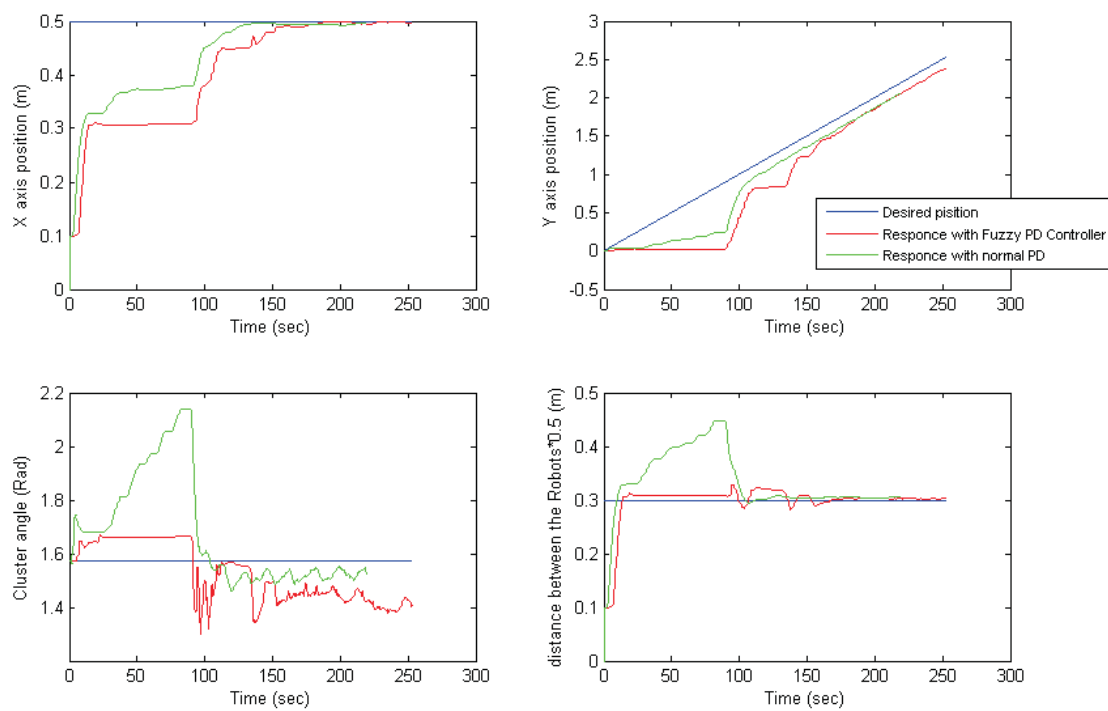 X axis position (m)
0.5
0.4
0.3
0.2
0.1
0
0 50 100 150 200 250 300
Time (sec)
Y axis position (m)
3
2.5
2
1.5
1
0.5
0
-0.5
0 50 100 150 200 250 300
Time (sec)
Desired pisition
Responce with Fuzzy PD Controller
Responce with normal PD
Cluster angle (Rad)
2.2
2
1.8
1.6
1.4
0 50 100 150 200 250 300
Time (sec)
distance between the Robots*0.5 (m)
0.5
0.4
0.3
0.2
0.1
0
0 50 100 150 200 250 300
Time (sec)